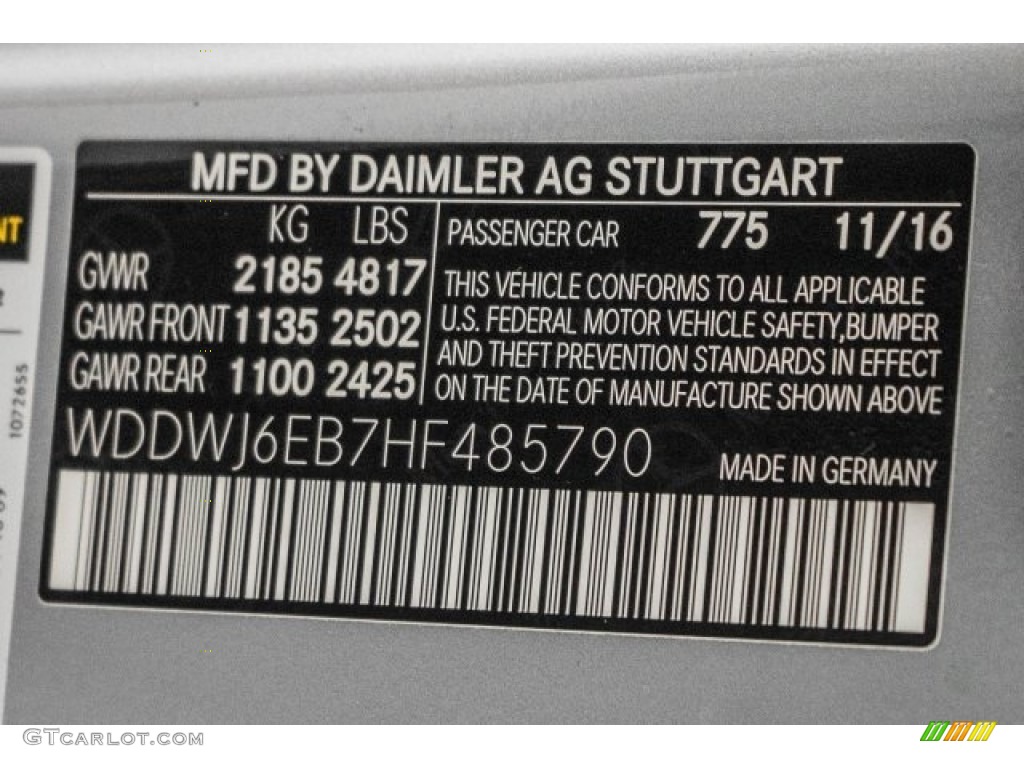 MFD BY DAIMLER AG STUTTGART
KG LBS
GVWR 2185 4817
GAWR FRONT 1135 2502
GAWR REAR 1100 2425
PASSENGER CAR 775 11/16
THIS VEHICLE CONFORMS TO ALL APPLICABLE
U.S. FEDERAL MOTOR VEHICLE SAFETY,BUMPER
AND THEFT PREVENTION STANDARDS IN EFFECT
ON THE DATE OF MANUFACTURE SHOWN ABOVE
WDDWJ6EB7HF485790
MADE IN GERMANY
NT
1072655
GTCarLot.com